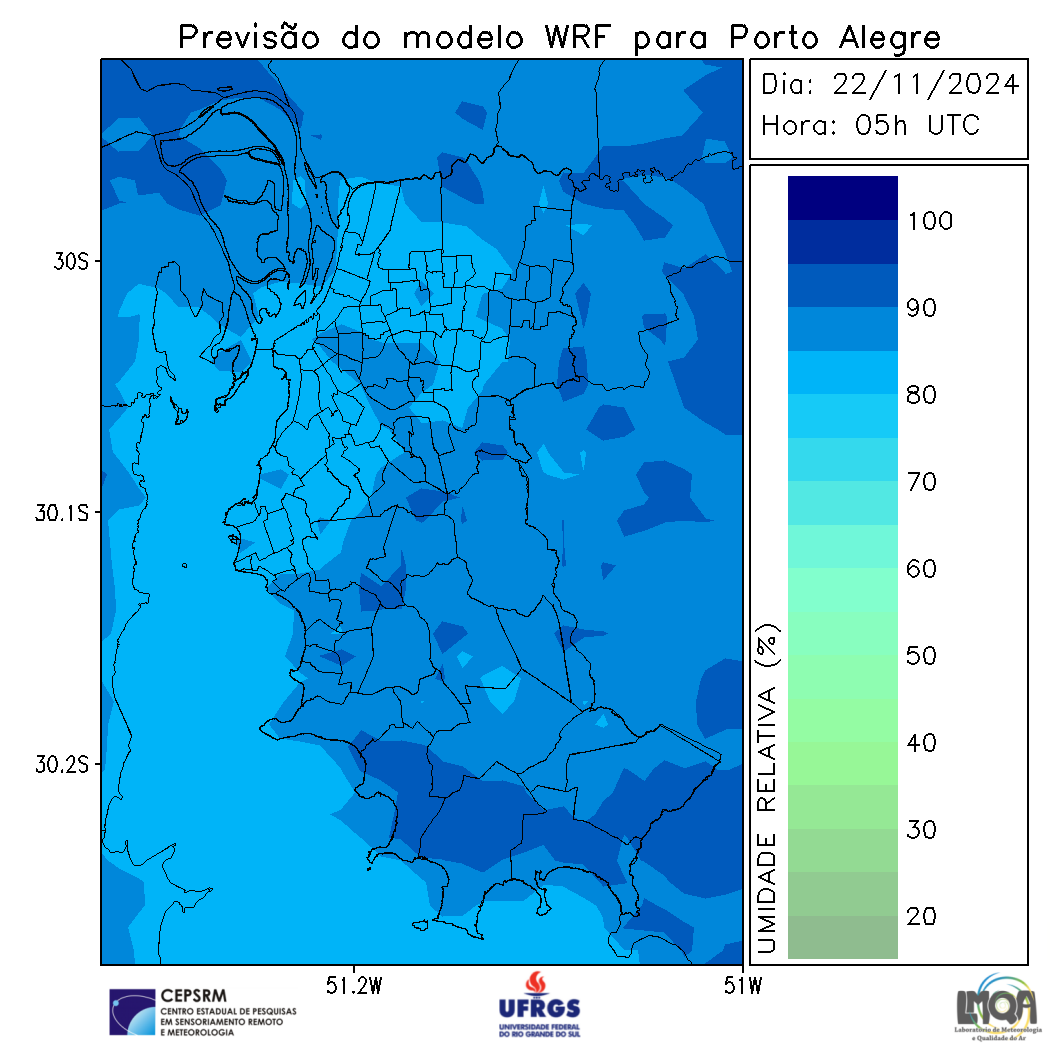 Previsão do modelo WRF para Porto Alegre
Dia: 22/11/2024
Hora: 05h UTC
30S
30.1S
30.2S
51.2W
51W
100
90
80
70
60
50
40
30
20
UMIDADE RELATIVA (%)
CEPSRM
CENTRO ESTADUAL DE PESQUISAS
EM SENSORIAMENTO REMOTO
E METEOROLOGIA
UFRGS
UNIVERSIDADE FEDERAL
DO RIO GRANDE DO SUL
LMQA
Laboratório de Meteorologia
e Qualidade do Ar